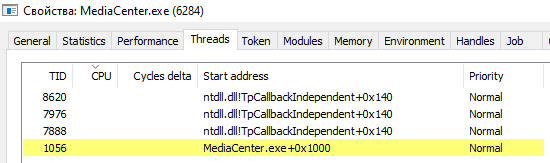 Свойства: MediaCenter.exe (6284)
General Statistics Performance Threads Token Modules Memory Environment Handles Job
TID CPU Cycles delta Start address Priority
8620 ntdll.dll!TpCallbackIndependent+0x140 Normal
7976 ntdll.dll!TpCallbackIndependent+0x140 Normal
7888 ntdll.dll!TpCallbackIndependent+0x140 Normal
1056 MediaCenter.exe+0x1000 Normal